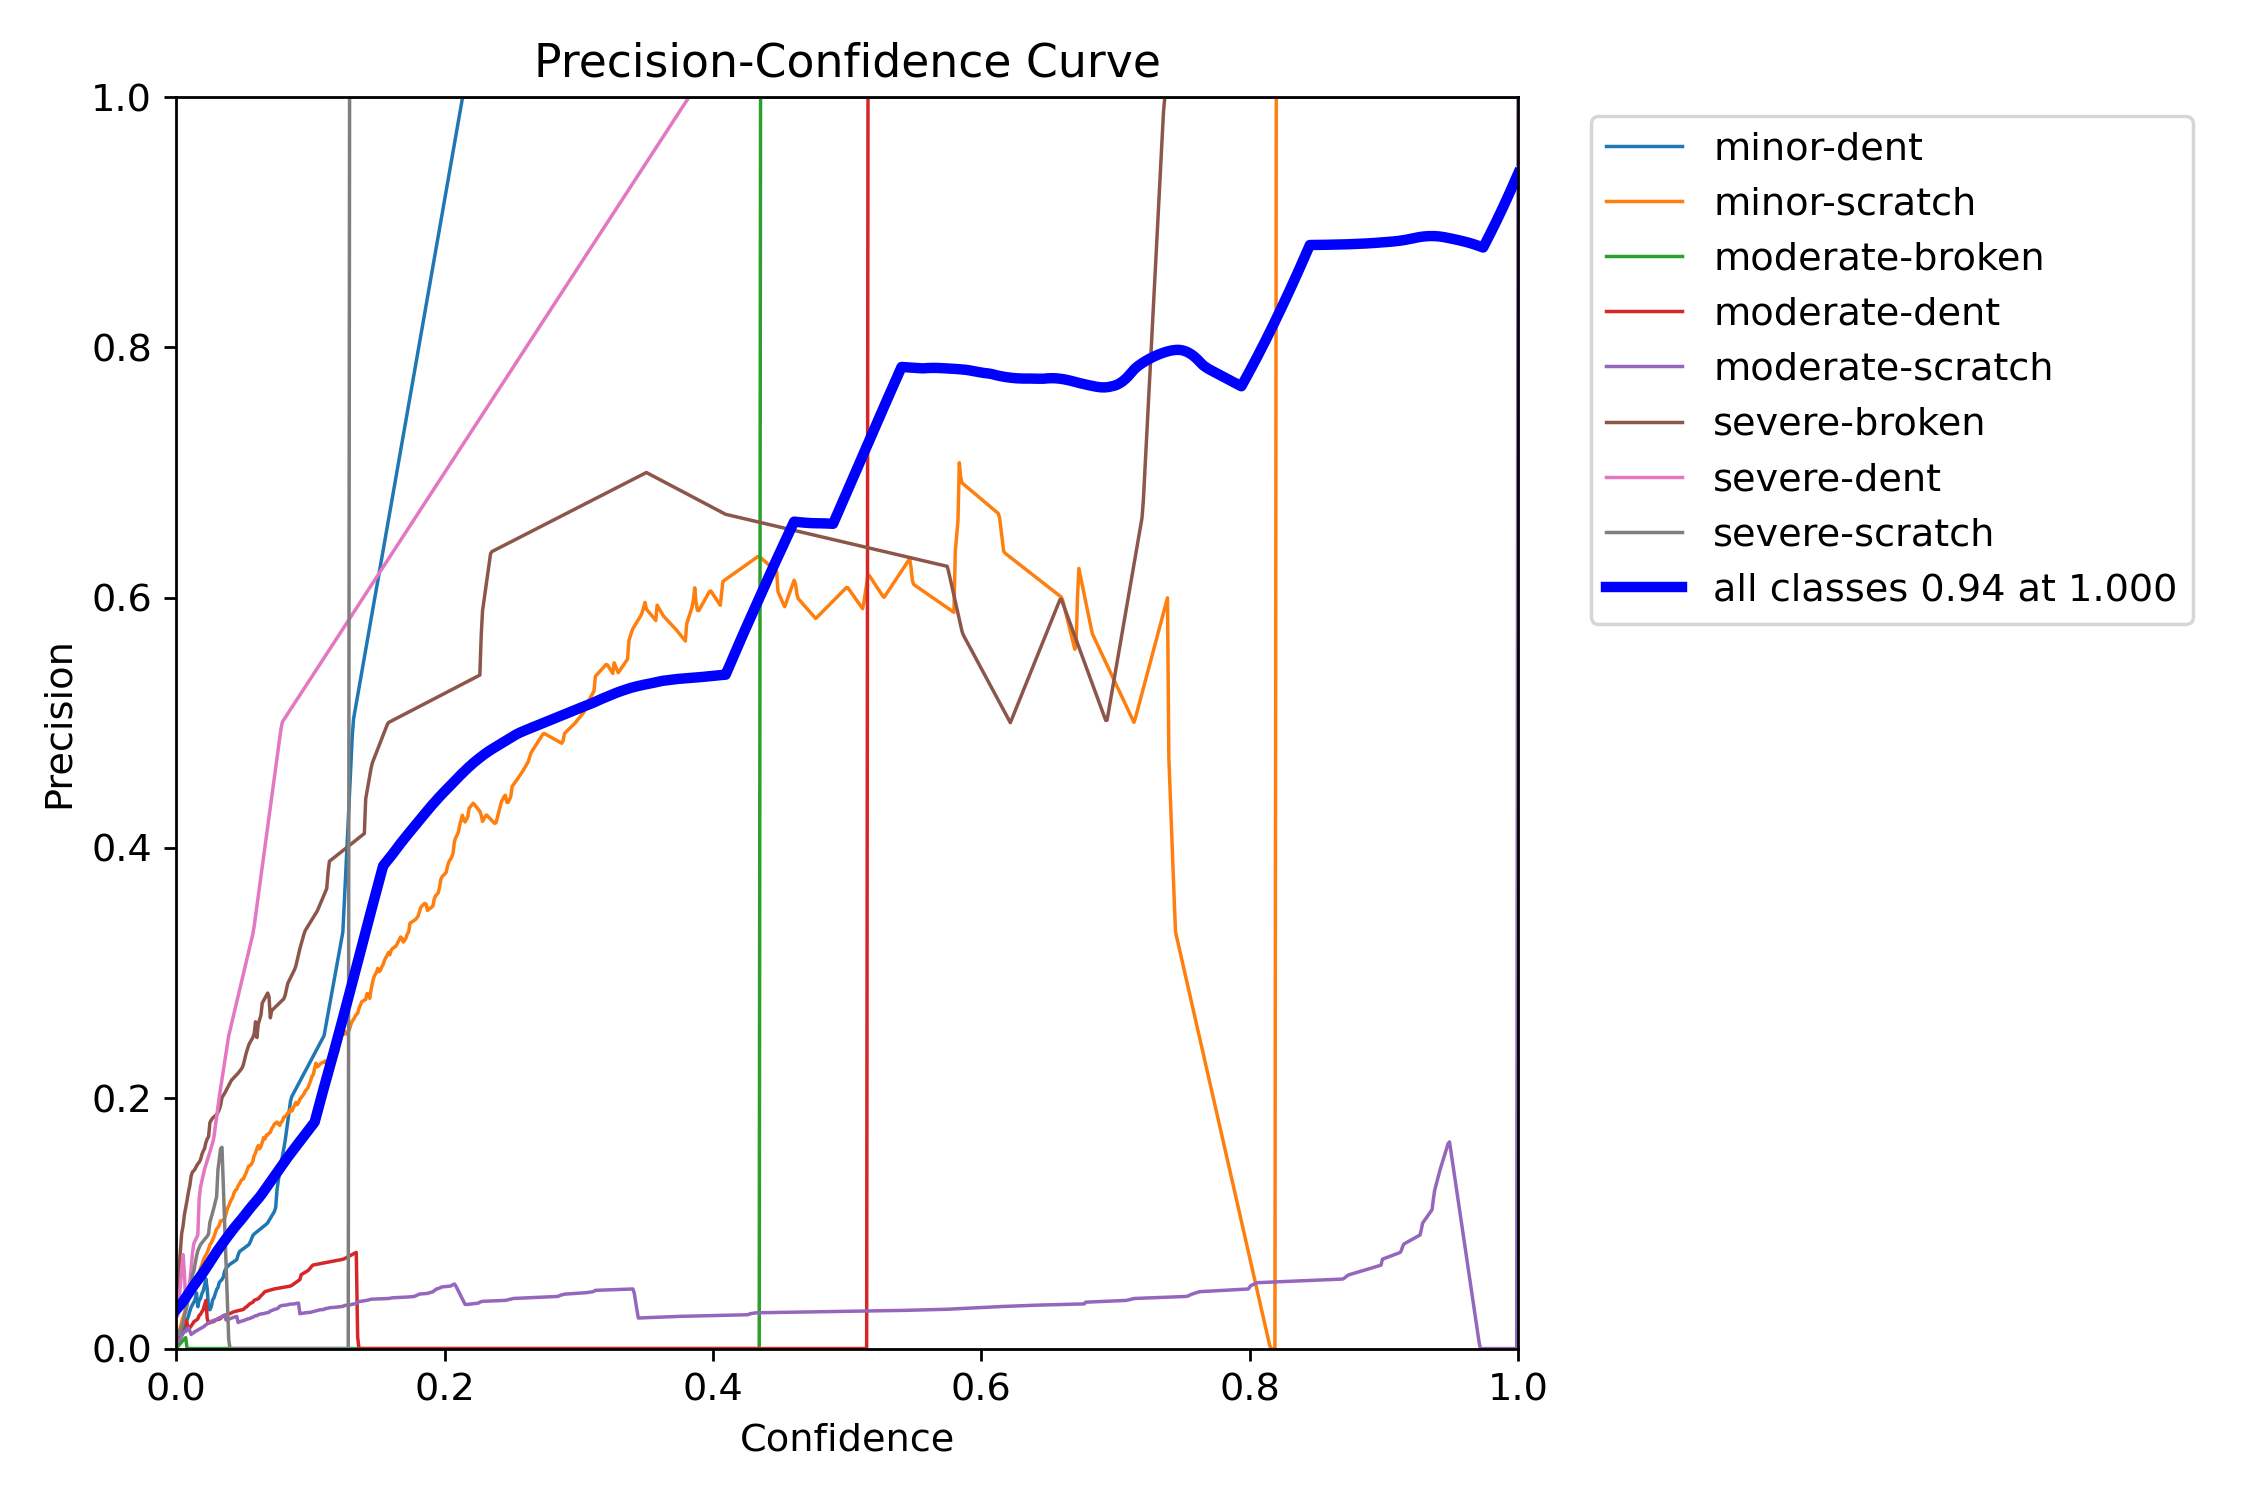 Precision-Confidence Curve
1.0
0.8
0.6
0.4
0.2
0.0
Precision
0.0 0.2 0.4 0.6 0.8 1.0
Confidence
minor-dent
minor-scratch
moderate-broken
moderate-dent
moderate-scratch
severe-broken
severe-dent
severe-scratch
all classes 0.94 at 1.000